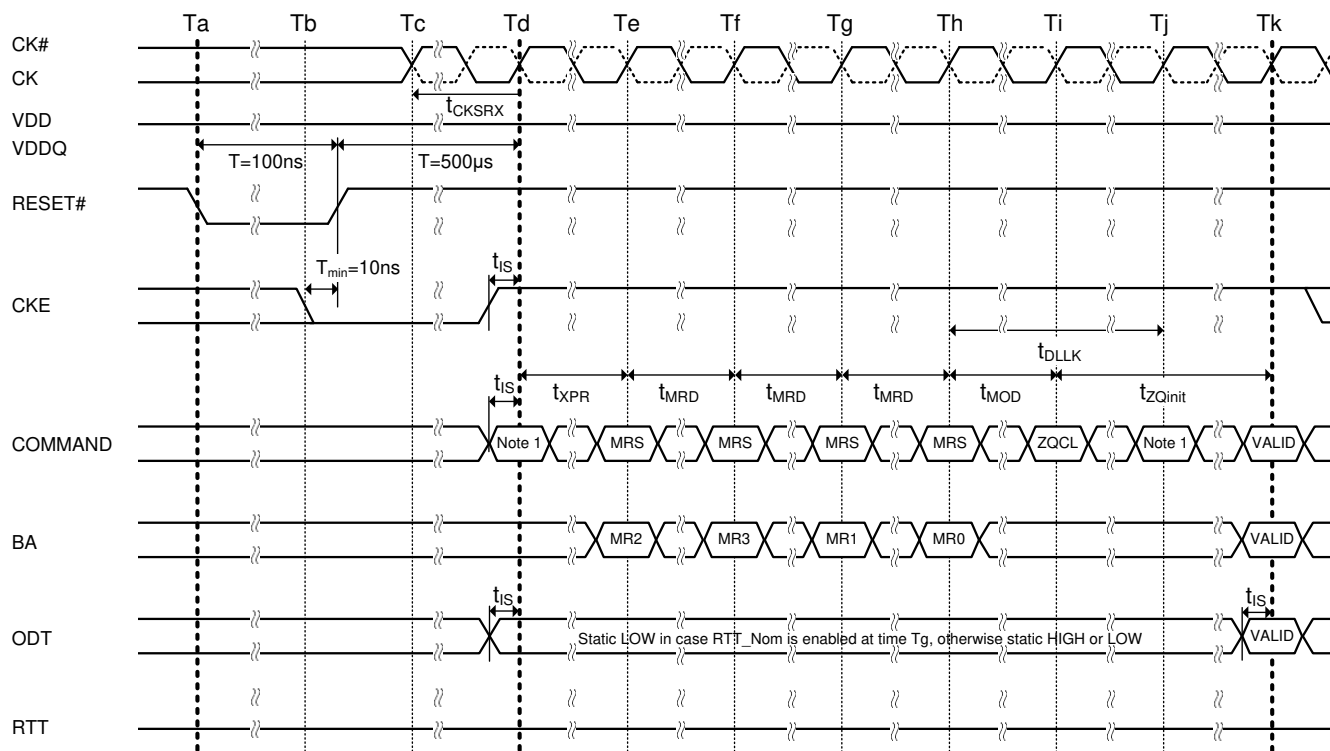 Ta Tb Tc Td Te Tf Tg Th Ti Tj Tk
CK#
CK
tCKSRX
VDD
VDDQ
T=100ns T=500µs
RESET#
Tmin=10ns tIS
CKE
tDLLK
tIS tXPR tMRD tMRD tMRD tMOD tZQinit
COMMAND Note 1 MRS MRS MRS MRS ZQCL Note 1 VALID
BA MR2 MR3 MR1 MR0 VALID
tIS tIS
ODT Static LOW in case RTT_Nom is enabled at time Tg, otherwise static HIGH or LOW VALID
RTT